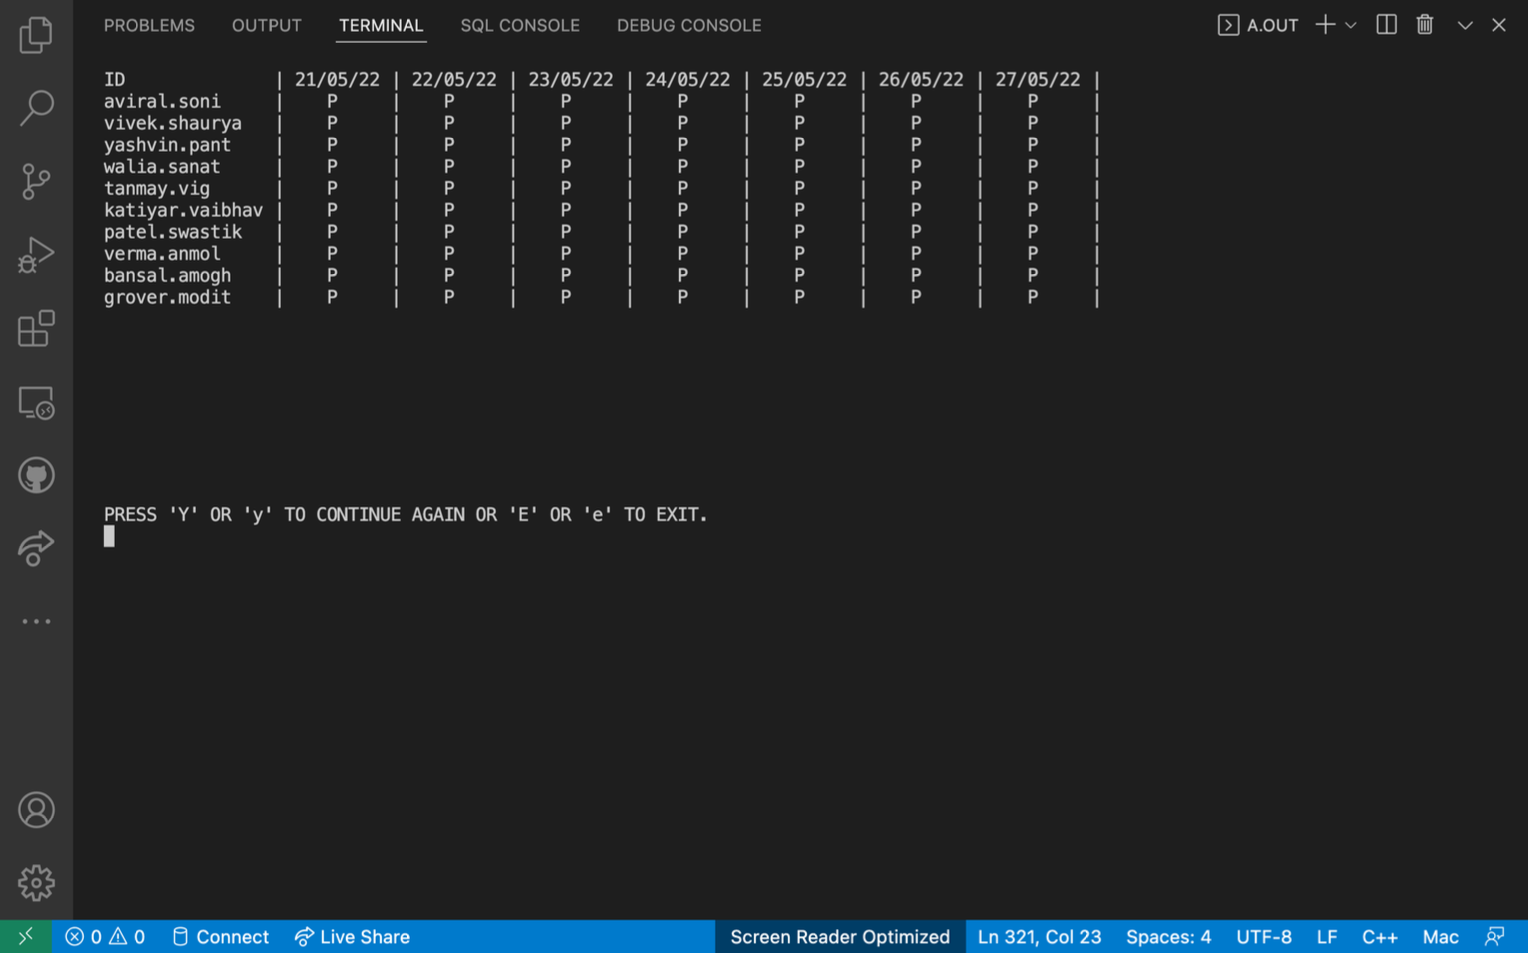 PROBLEMS OUTPUT TERMINAL SQL CONSOLE DEBUG CONSOLE A.OUT
ID | 21/05/22 | 22/05/22 | 23/05/22 | 24/05/22 | 25/05/22 | 26/05/22 | 27/05/22 |
aviral.soni | P | P | P | P | P | P | P |
vivek.shaurya | P | P | P | P | P | P | P |
yashvin.pant | P | P | P | P | P | P | P |
walia.sanat | P | P | P | P | P | P | P |
tanmay.vig | P | P | P | P | P | P | P |
katiyar.vaibhav | P | P | P | P | P | P | P |
patel.swastik | P | P | P | P | P | P | P |
verma.anmol | P | P | P | P | P | P | P |
bansal.amogh | P | P | P | P | P | P | P |
grover.modit | P | P | P | P | P | P | P |
PRESS 'Y' OR 'y' TO CONTINUE AGAIN OR 'E' OR 'e' TO EXIT.
0 0 Connect Live Share Screen Reader Optimized Ln 321, Col 23 Spaces: 4 UTF-8 LF C++ Mac